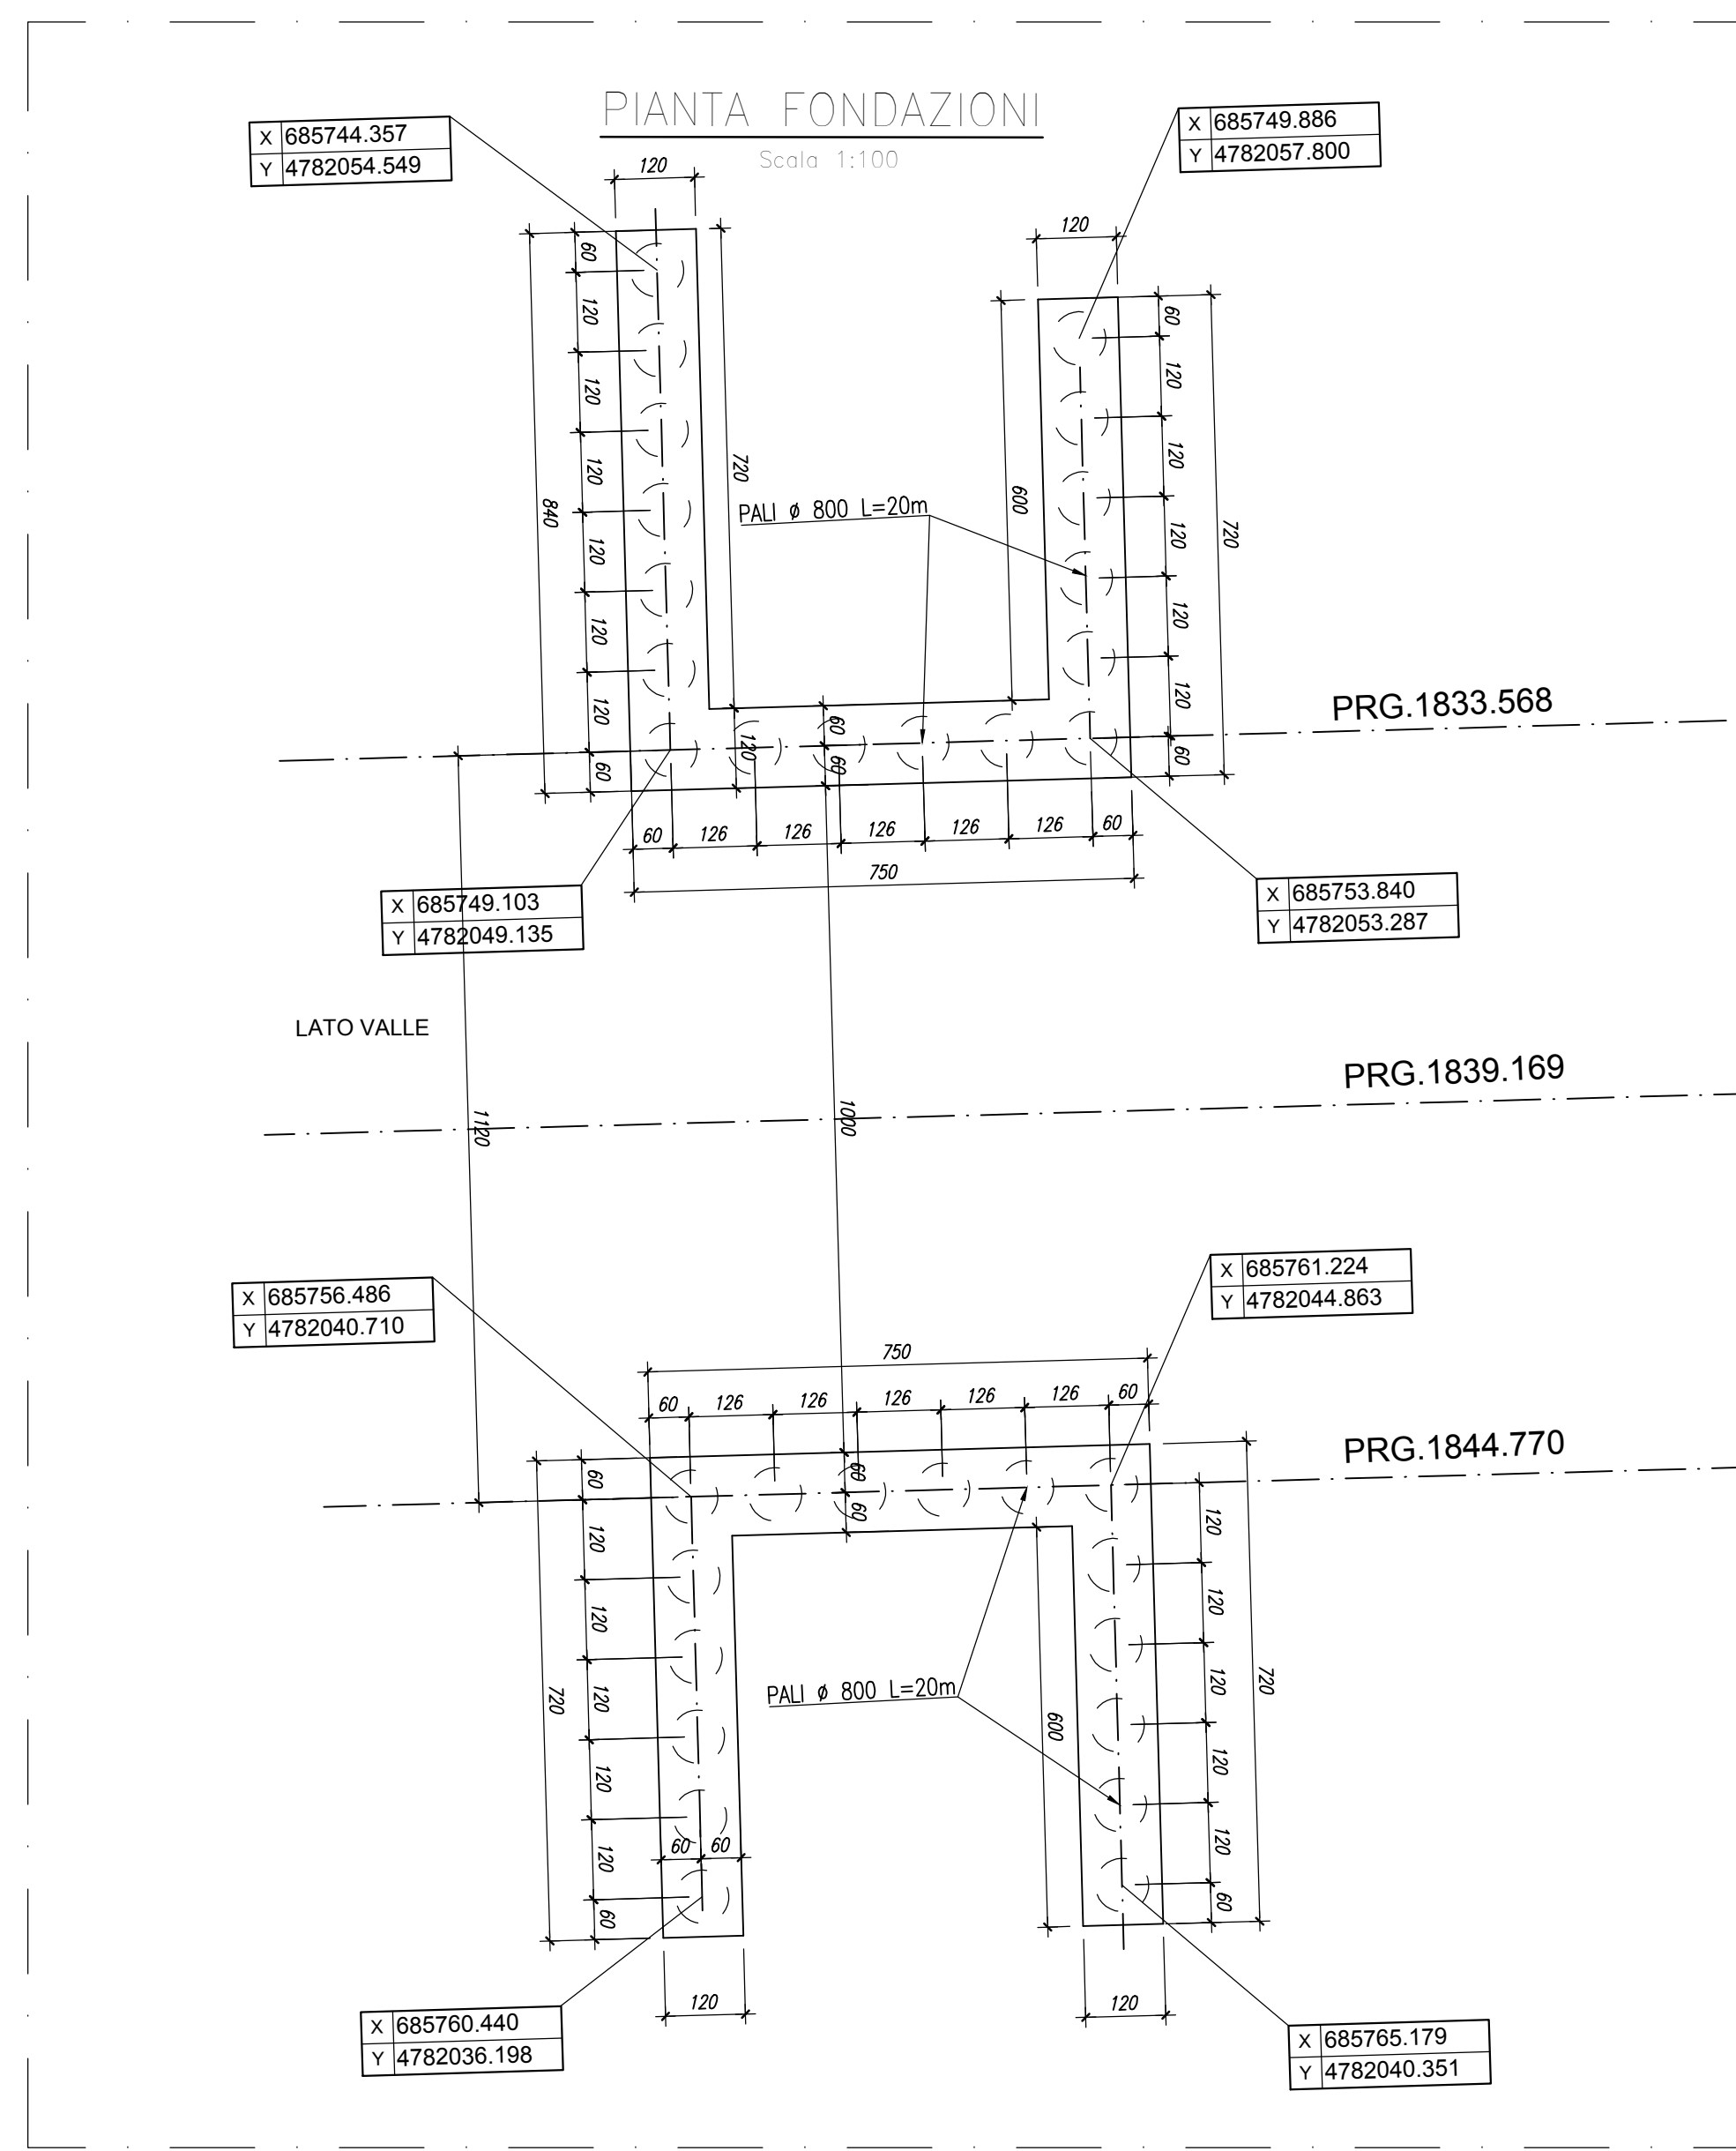 PIANTA FONDAZIONI
Scala 1:100
X 685744.357
Y 4782054.549
X 685749.886
Y 4782057.800
120
120
60
120
120
120
120
120
120
60
840
720
600
60
120
120
120
120
120
60
720
PALI ø 800 L=20m
PRG.1833.568
120
60
60
60 126 126 126 126 126 60
750
X 685749.103
Y 4782049.135
X 685753.840
Y 4782053.287
LATO VALLE
PRG.1839.169
1120
1000
X 685756.486
Y 4782040.710
X 685761.224
Y 4782044.863
750
60 126 126 126 126 126 60
PRG.1844.770
60
60
60
120
120
120
120
120
60
720
PALI ø 800 L=20m
600
120
120
120
120
120
60
720
60 60
120
120
X 685760.440
Y 4782036.198
X 685765.179
Y 4782040.351